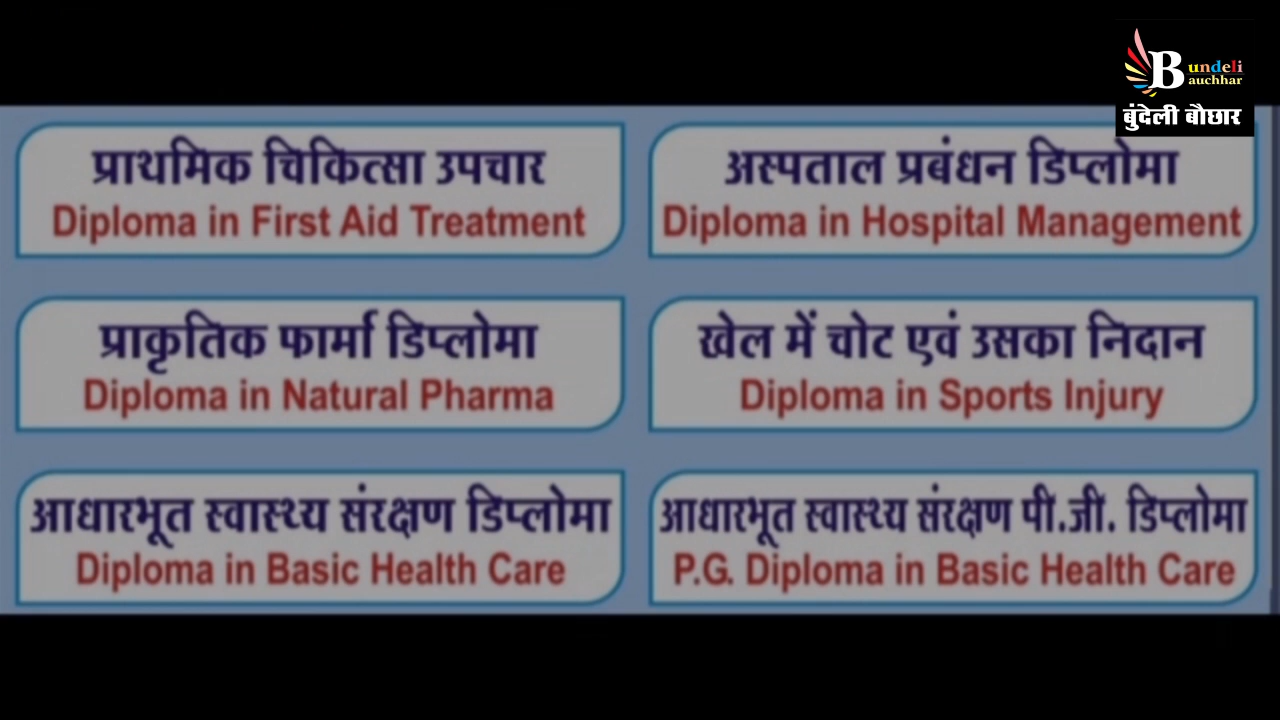 Bundeli
Bauchhar
बुंदेली बौछार
प्राथमिक चिकित्सा उपचार
Diploma in First Aid Treatment
अस्पताल प्रबंधन डिप्लोमा
Diploma in Hospital Management
प्राकृतिक फार्मा डिप्लोमा
Diploma in Natural Pharma
खेल में चोट एवं उसका निदान
Diploma in Sports Injury
आधारभूत स्वास्थ्य संरक्षण डिप्लोमा
Diploma in Basic Health Care
आधारभूत स्वास्थ्य संरक्षण पी.जी. डिप्लोमा
P.G. Diploma in Basic Health Care